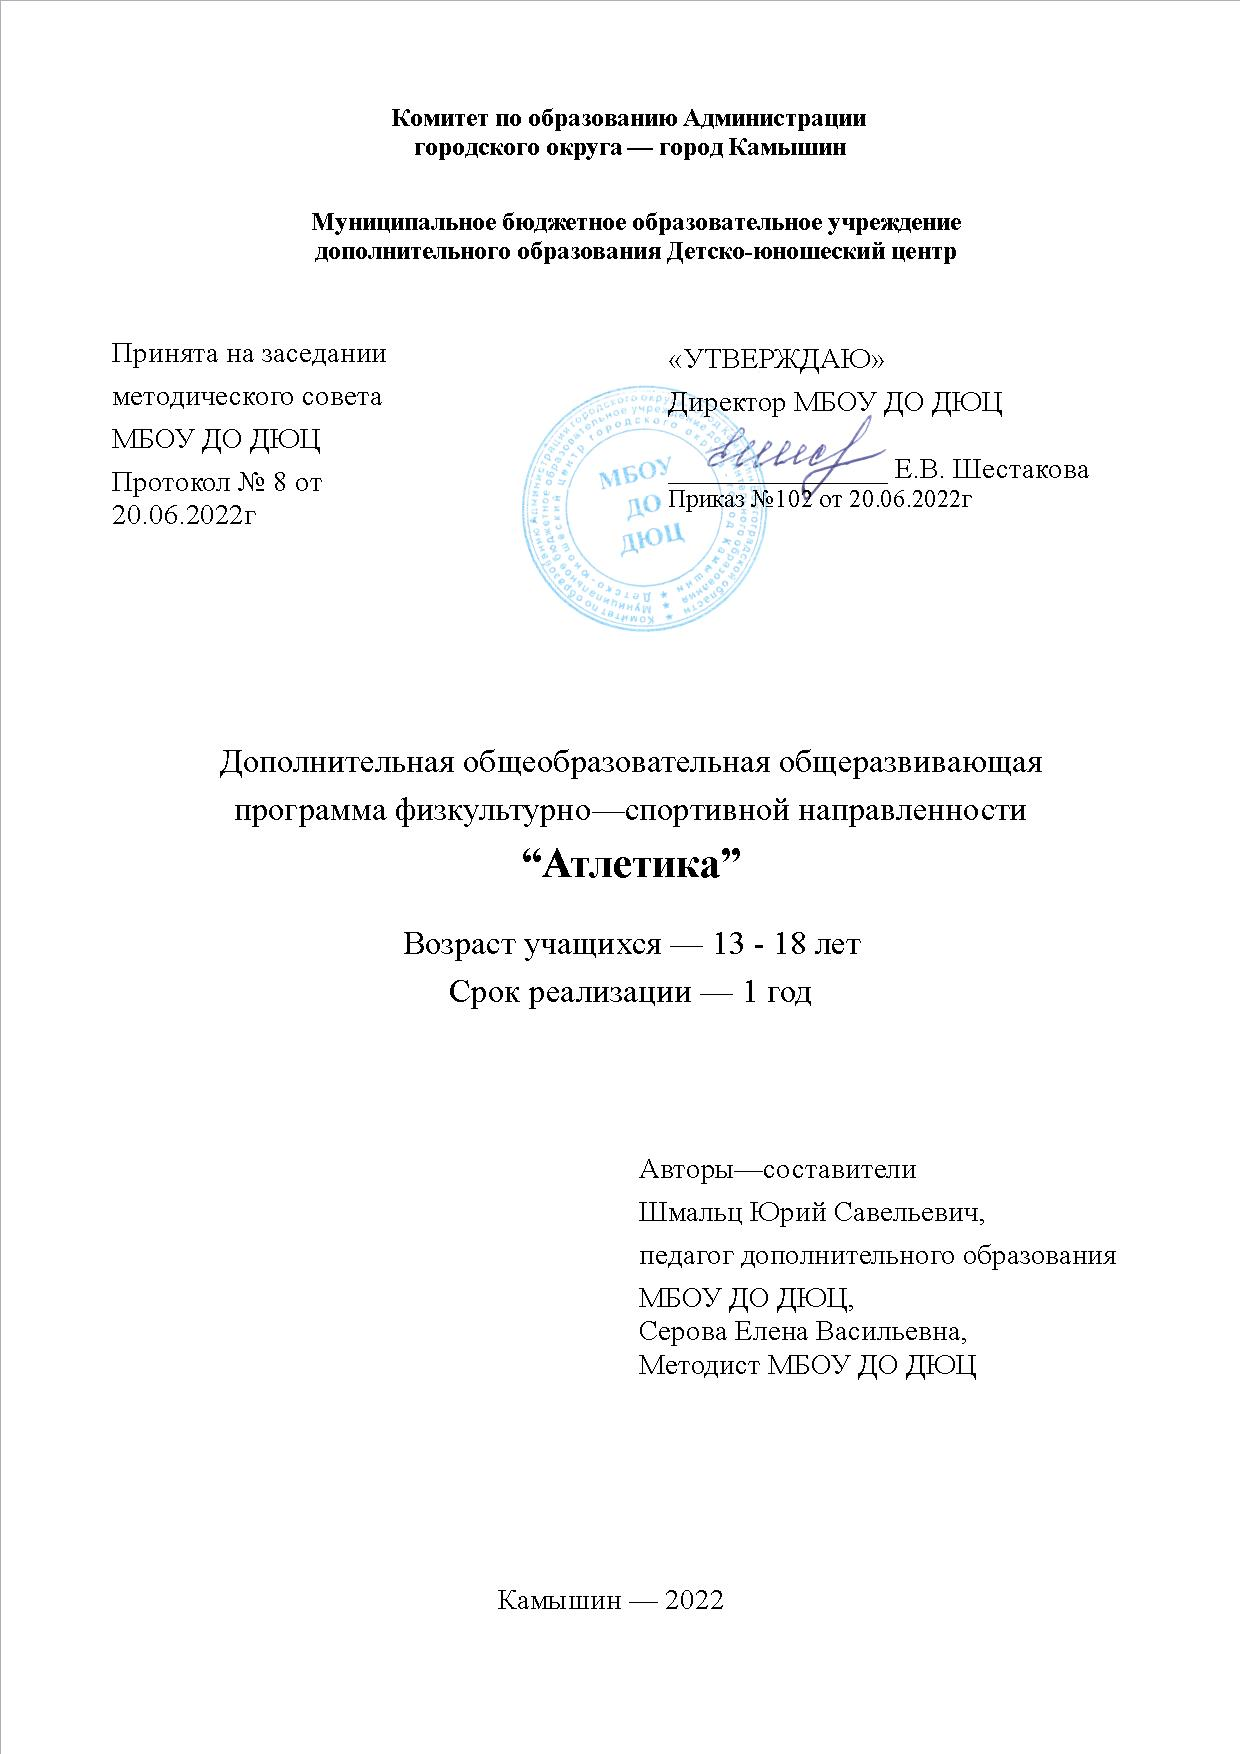 Комитет по образованию Администрации
городского округа — город Камышин
Муниципальное бюджетное образовательное учреждение
дополнительного образования Детско-юношеский центр
Принята на заседании
методического совета
МБОУ ДО ДЮЦ
Протокол № 8 от
20.06.2022г
«УТВЕРЖДАЮ»
Директор МБОУ ДО ДЮЦ
________________ Е.В. Шестакова
Приказ №102 от 20.06.2022г
МБОУ
ДО
ДЮЦ
Дополнительная общеобразовательная общеразвивающая
программа физкультурно—спортивной направленности
“Атлетика”
Возраст учащихся — 13 - 18 лет
Срок реализации — 1 год
Авторы—составители
Шмальц Юрий Савельевич,
педагог дополнительного образования
МБОУ ДО ДЮЦ,
Серова Елена Васильевна,
Методист МБОУ ДО ДЮЦ
Камышин — 2022